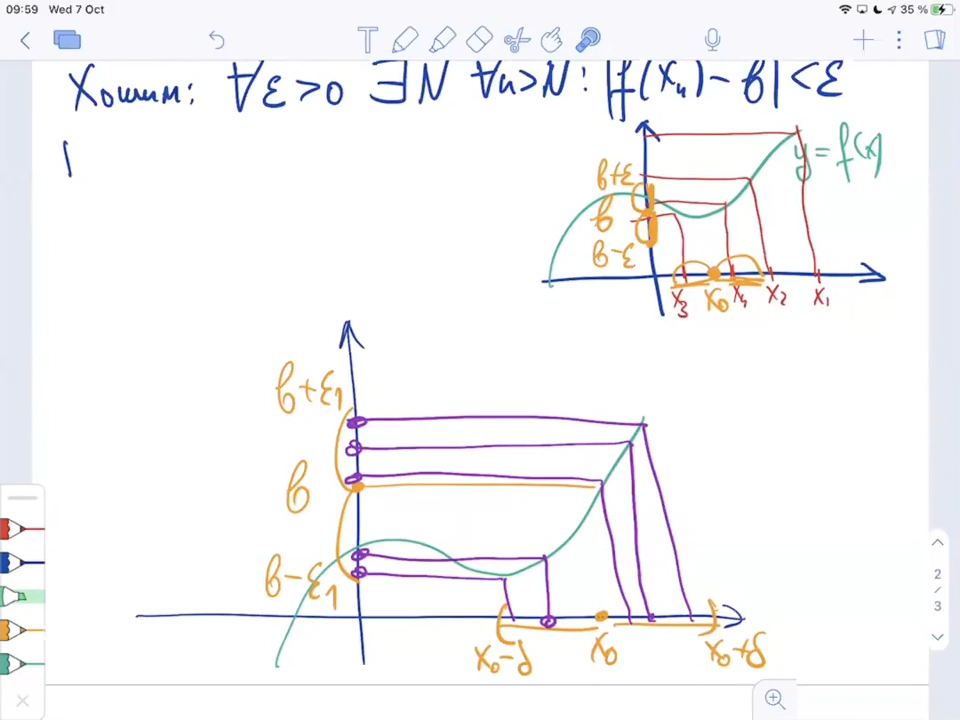 09:59 Wed 7 Oct
35 %
Хотим: ∀ε>0 ∃N ∀n>N: |f(xₙ)-b|<ε
y=f(x)
b+ε
b
b-ε
x₃ x₀ x₄ x₂ x₁
b+ε₁
b
b-ε₁
x₀-δ x₀ x₀+δ
2
/
3